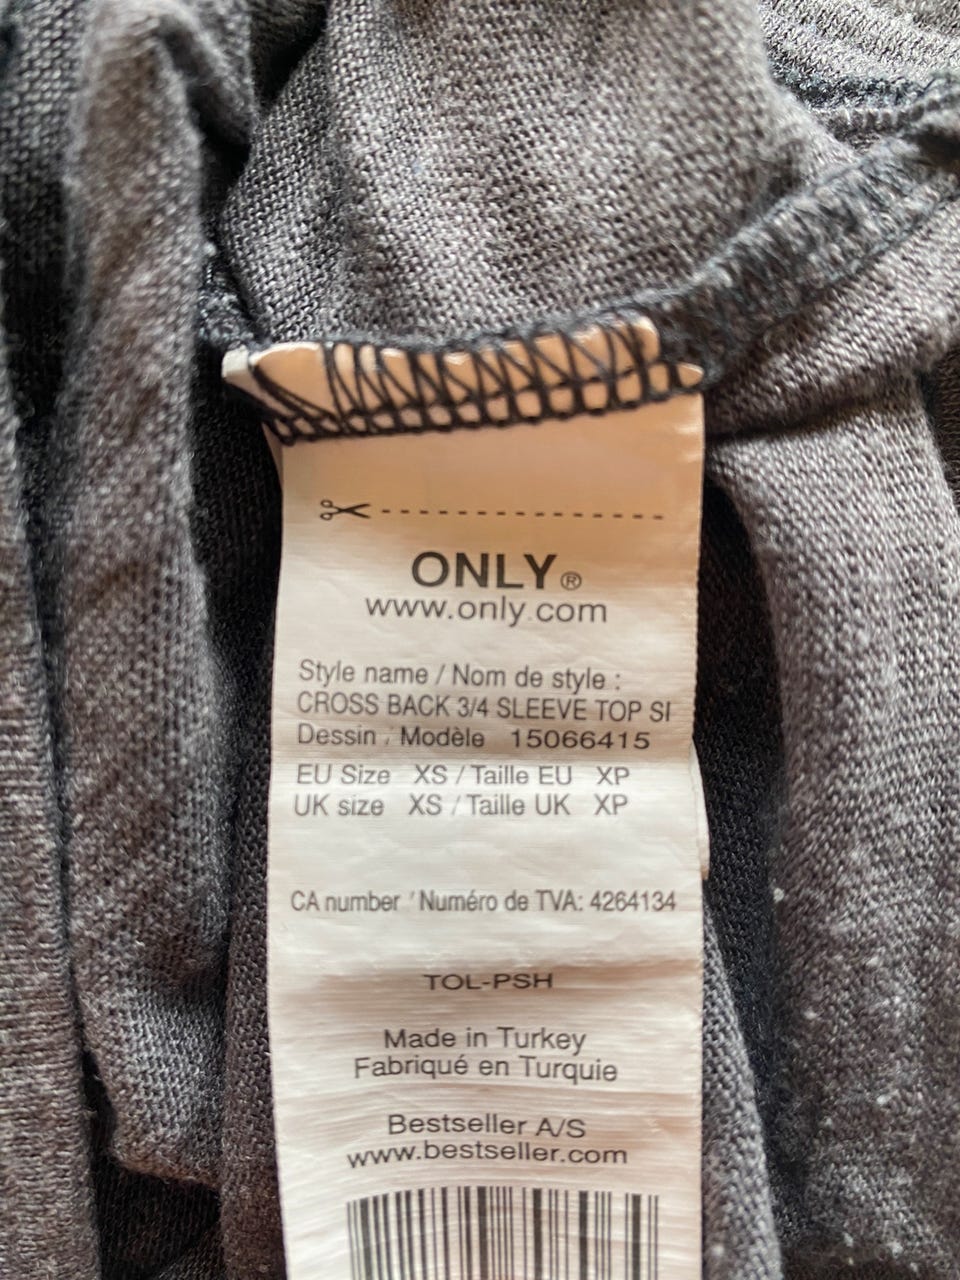 ONLY®
www.only.com
Style name / Nom de style :
CROSS BACK 3/4 SLEEVE TOP SI
Dessin / Modèle 15066415
EU Size XS / Taille EU XP
UK size XS / Taille UK XP
CA number / Numéro de TVA: 4264134
TOL-PSH
Made in Turkey
Fabriqué en Turquie
Bestseller A/S
www.bestseller.com